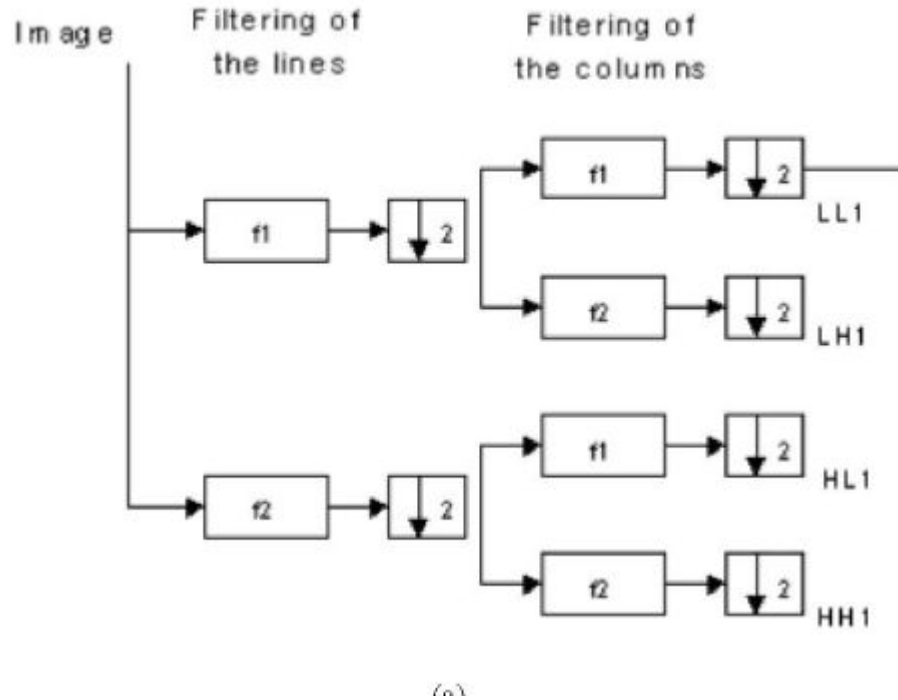 Image
Filtering of
the lines
Filtering of
the columns
f1
2
LL1
f1
2
f2
2
LH1
f1
2
HL1
f2
2
f2
2
HH1
(a)